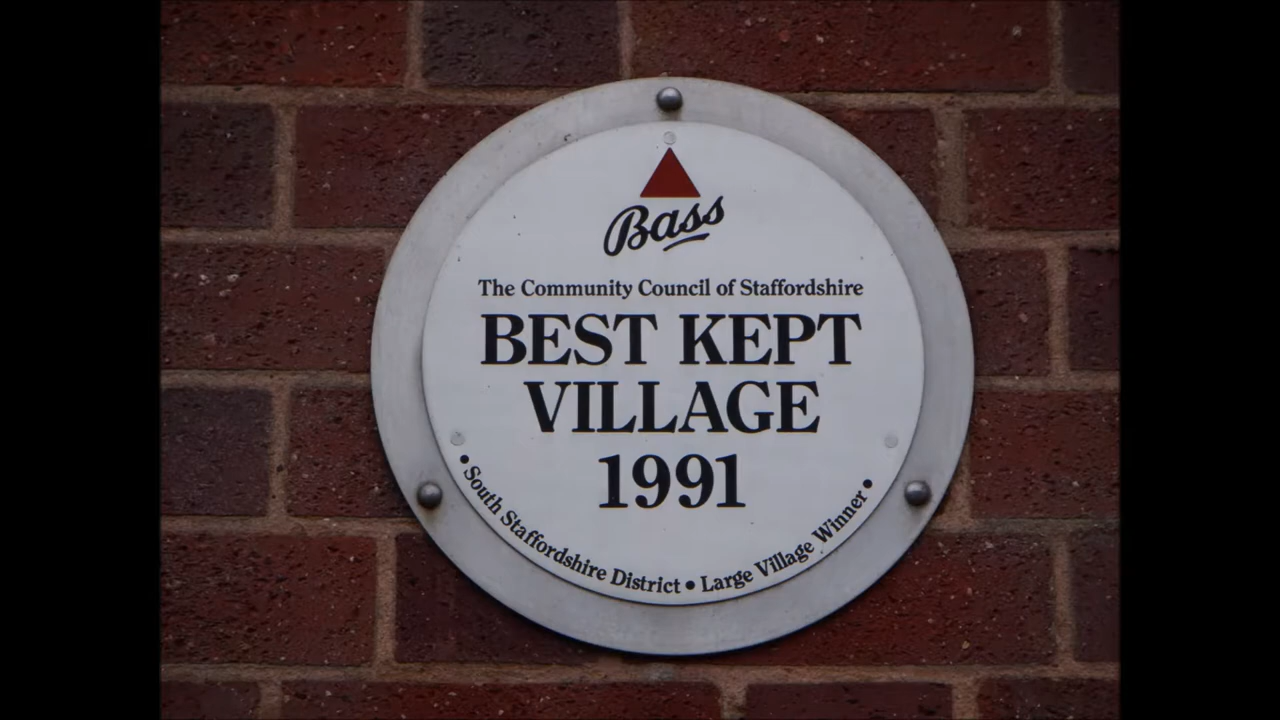 Bass
The Community Council of Staffordshire
BEST KEPT
VILLAGE
1991
• South Staffordshire District • Large Village Winner •